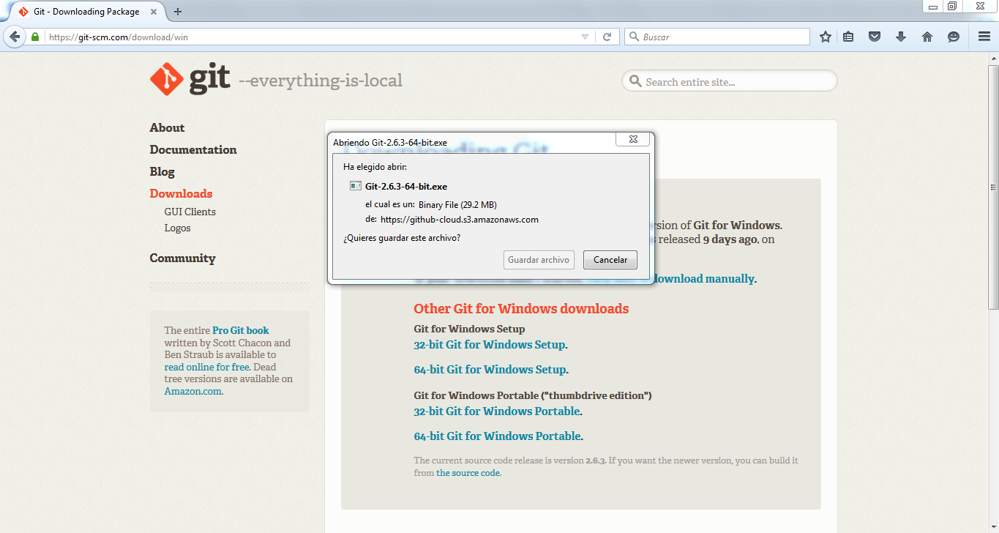 Git - Downloading Package
https://git-scm.com/download/win
Buscar
git --everything-is-local
Search entire site...
About
Documentation
Blog
Downloads
GUI Clients
Logos
Community
The entire Pro Git book
written by Scott Chacon and
Ben Straub is available to
read online for free. Dead
tree versions are available on
Amazon.com.
Downloading Git
Abriendo Git-2.6.3-64-bit.exe
Ha elegido abrir:
Git-2.6.3-64-bit.exe
el cual es un: Binary File (29.2 MB)
de: https://github-cloud.s3.amazonaws.com
¿Quieres guardar este archivo?
Guardar archivo
Cancelar
of Git for Windows.
released 9 days ago, on
download manually.
Other Git for Windows downloads
Git for Windows Setup
32-bit Git for Windows Setup.
64-bit Git for Windows Setup.
Git for Windows Portable ("thumbdrive edition")
32-bit Git for Windows Portable.
64-bit Git for Windows Portable.
The current source code release is version 2.6.3. If you want the newer version, you can build it
from the source code.